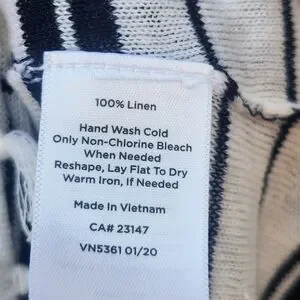 100% Linen
Hand Wash Cold
Only Non-Chlorine Bleach
When Needed
Reshape, Lay Flat To Dry
Warm Iron, If Needed
Made In Vietnam
CA# 23147
VN5361 01/20